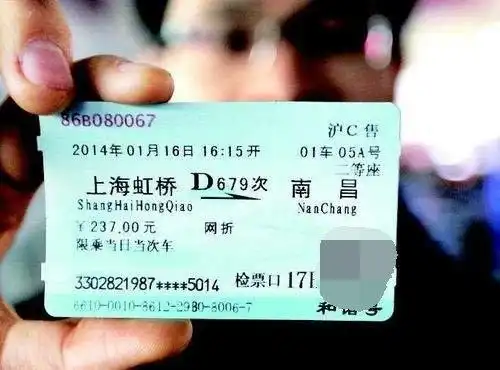 86B080067
沪C售
2014年01月16日 16:15开 01车 05A号
二等座
上海虹桥 D679次 南昌
ShangHaiHongQiao NanChang
￥237.00元 网折
限乘当日当次车
3302821987****5014 检票口 17
6610-0010-8612-2980-8006-7
和谐号